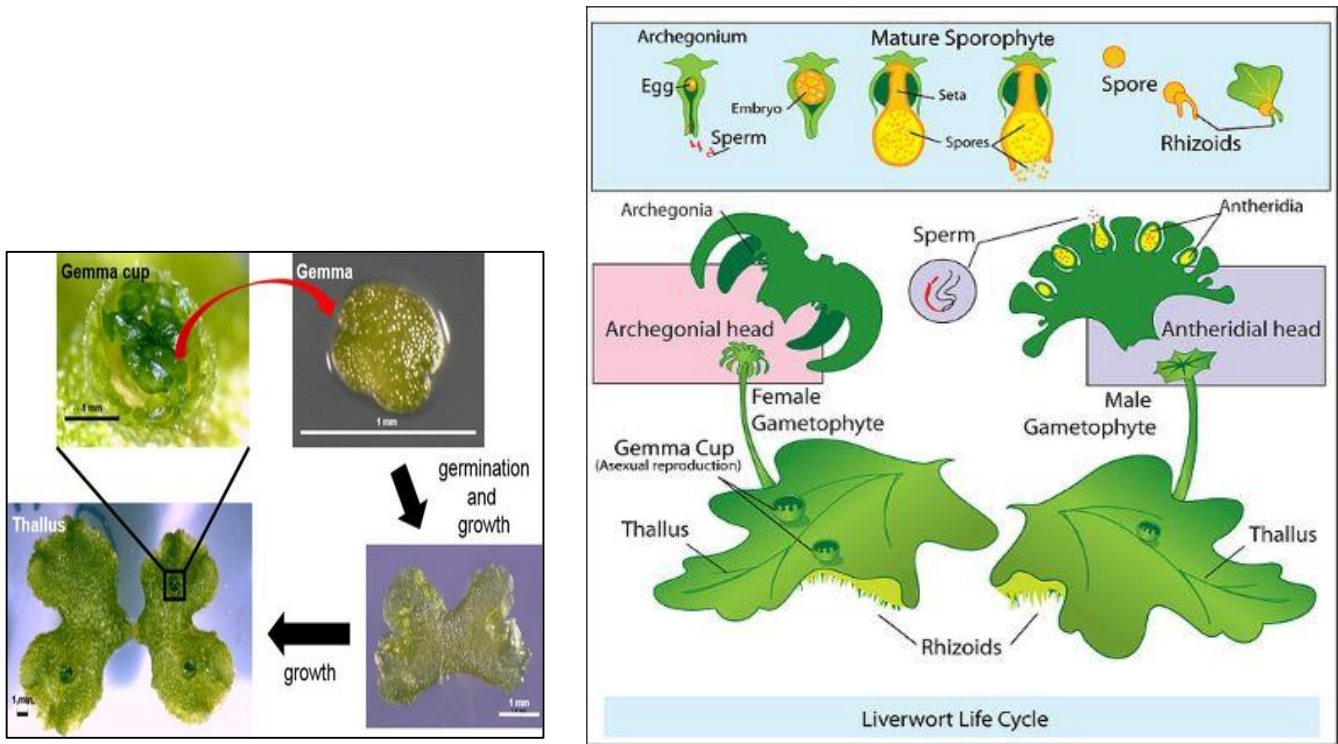 Gemma cup
1 mm
Gemma
1 mm
germination
and
growth
Thallus
1 mm
growth
1 mm
Archegonium
Egg
Sperm
Embryo
Mature Sporophyte
Seta
Spores
Spore
Rhizoids
Archegonia
Sperm
Antheridia
Archegonial head
Antheridial head
Female
Gametophyte
Male
Gametophyte
Gemma Cup
(Asexual reproduction)
Thallus
Thallus
Rhizoids
Liverwort Life Cycle